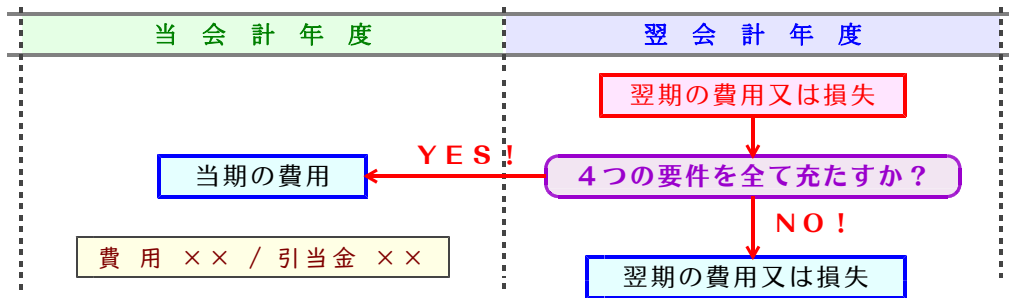 当会計年度
翌会計年度
翌期の費用又は損失
YES!
４つの要件を全て充たすか？
当期の費用
NO!
費用 ×× / 引当金 ××
翌期の費用又は損失